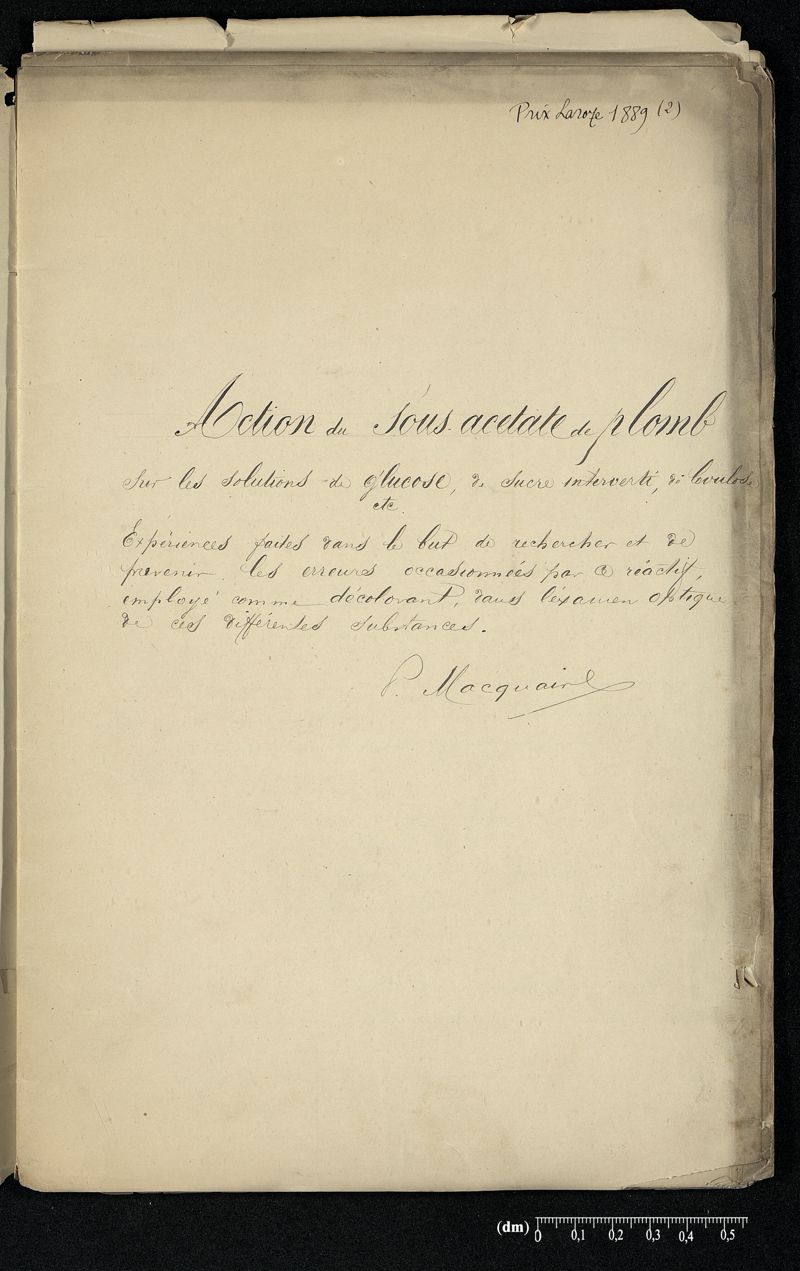 Prix Laroze 1889 (2)
Action du Sous-acetate de plomb
sur les solutions de glucose, de sucre interverti, de levulose
etc.
Expériences faites dans le but de rechercher et de
prevenir les erreurs occasionnées par ce réactif,
employé comme décolorant, dans l'éxamen optique
de ces différentes substances.
P. Macquaire
(dm) 0 0,1 0,2 0,3 0,4 0,5